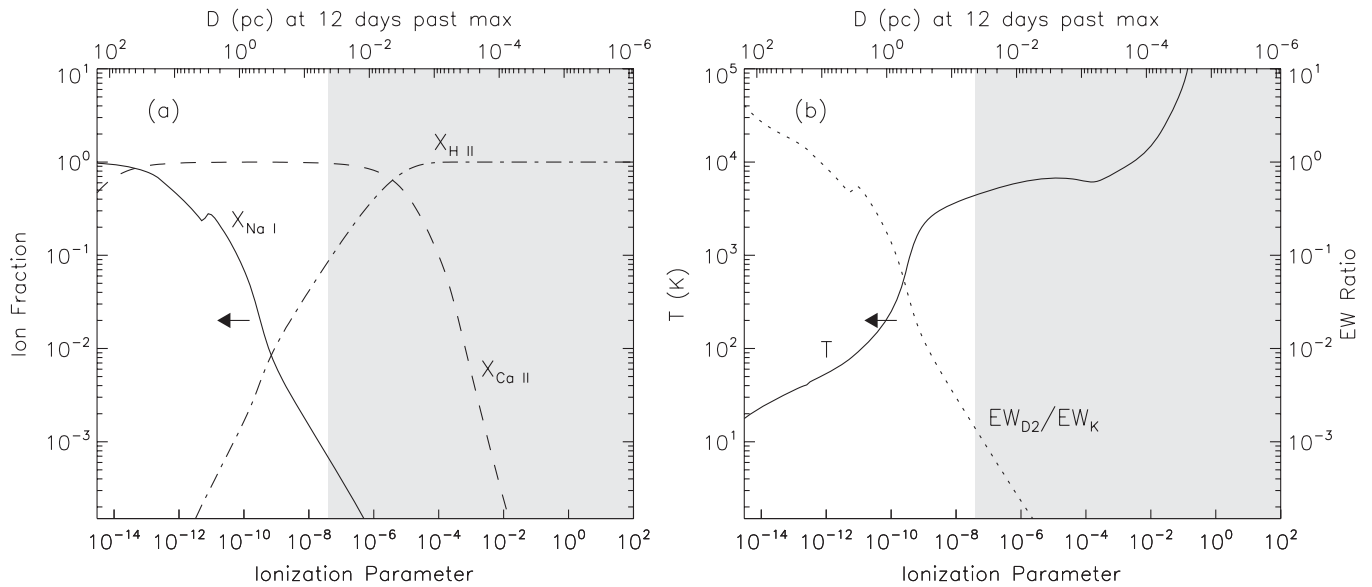 D (pc) at 12 days past max
10^2 10^0 10^-2 10^-4 10^-6
(a)
10^1
10^0
10^-1
10^-2
10^-3
Ion Fraction
X_H II
X_Na I
X_Ca II
10^-14 10^-12 10^-10 10^-8 10^-6 10^-4 10^-2 10^0 10^2
Ionization Parameter
D (pc) at 12 days past max
10^2 10^0 10^-2 10^-4 10^-6
(b)
10^5
10^4
10^3
10^2
10^1
T (K)
T
EW_D2/EW_K
10^1
10^0
10^-1
10^-2
10^-3
EW Ratio
10^-14 10^-12 10^-10 10^-8 10^-6 10^-4 10^-2 10^0 10^2
Ionization Parameter